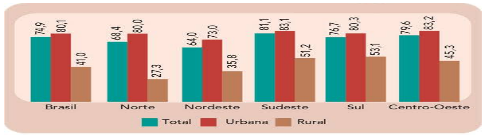 74,9 80,1 41,0 68,4 80,0 27,3 64,0 73,0 35,8 81,1 83,1 51,2 76,7 80,3 53,1 79,6 83,2 45,3
Brasil Norte Nordeste Sudeste Sul Centro-Oeste
Total Urbana Rural